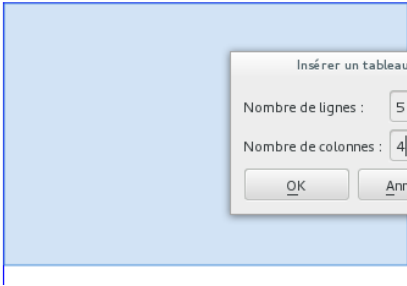 Insérer un tableau
Nombre de lignes : 5
Nombre de colonnes : 4
OK